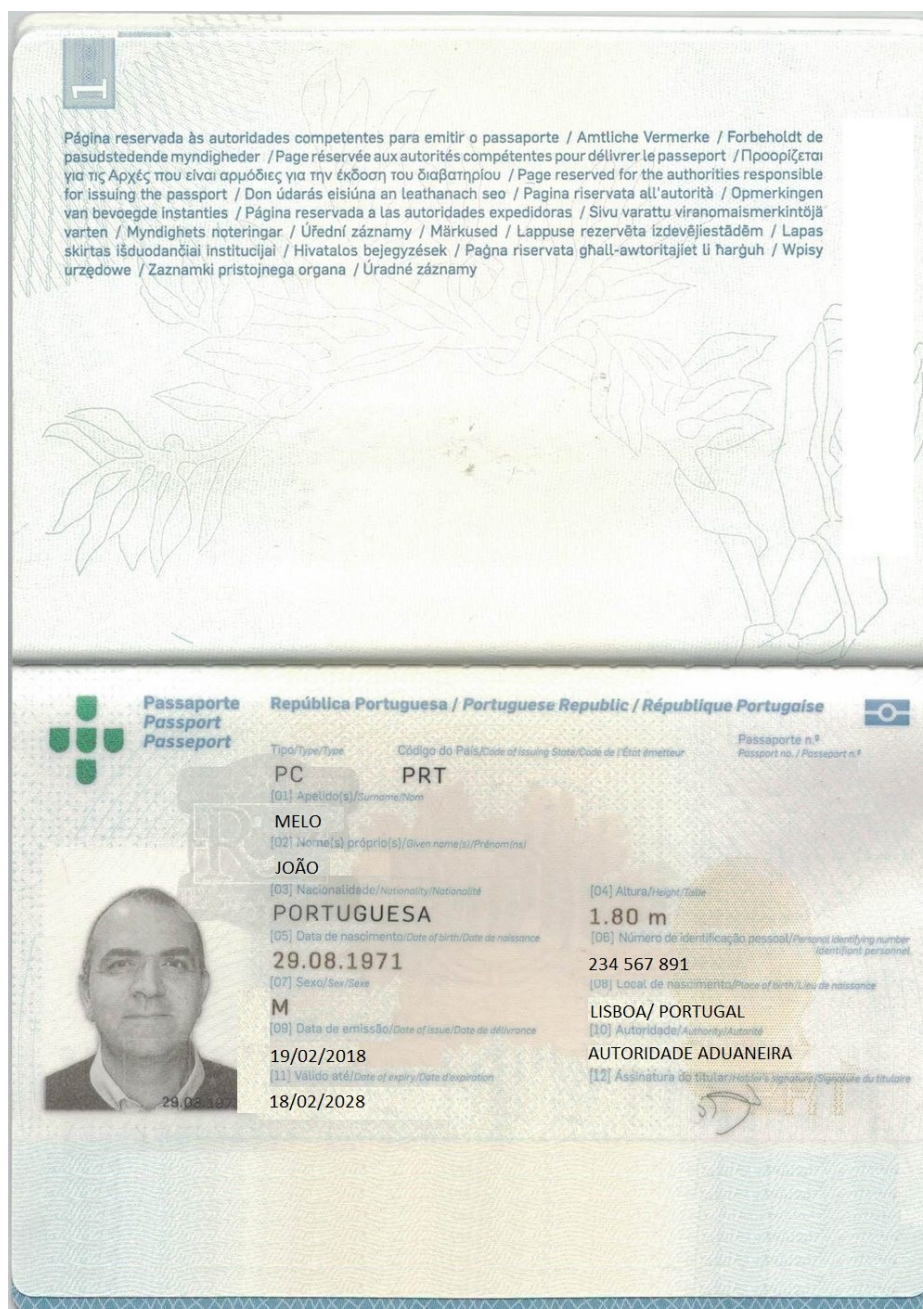 1
Página reservada às autoridades competentes para emitir o passaporte / Amtliche Vermerke / Forbeholdt de
pasudstedende myndigheder / Page réservée aux autorités compétentes pour délivrer le passeport / Προορίζεται
για τις Αρχές που είναι αρμόδιες για την έκδοση του διαβατηρίου / Page reserved for the authorities responsible
for issuing the passport / Don údarás eisiúna an leathanach seo / Pagina riservata all'autorità / Opmerkingen
van bevoegde instanties / Página reservada a las autoridades expedidoras / Sivu varattu viranomaismerkintöjä
varten / Myndighets noteringar / Úřední záznamy / Märkused / Lappuse rezervēta izdevējiestādēm / Lapas
skirtas išduodančiai institucijai / Hivatalos bejegyzések / Paġna riservata għall-awtoritajiet li ħarġuh / Wpisy
urzędowe / Zaznamki pristojnega organa / Úradné záznamy
Passaporte
Passport
Passeport
República Portuguesa / Portuguese Republic / République Portugaise
Tipo/Type/Type
Código do País/Code of Issuing State/Code de l'État émetteur
Passaporte n.º
Passport no. / Passeport n.º
PC
PRT
[01] Apelido(s)/Surname/Nom
MELO
[02] Nome(s) próprio(s)/Given name(s)/Prénom(ns)
JOÃO
[03] Nacionalidade/Nationality/Nationalité
[04] Altura/Height/Taille
PORTUGUESA
1.80 m
[05] Data de nascimento/Date of birth/Date de naissance
[06] Número de identificação pessoal/Personal identifying number
Identifiant personnel
29.08.1971
234 567 891
[07] Sexo/Sex/Sexe
[08] Local de nascimento/Place of birth/Lieu de naissance
M
LISBOA/ PORTUGAL
[09] Data de emissão/Date of issue/Date de délivrance
[10] Autoridade/Authority/Autorité
19/02/2018
AUTORIDADE ADUANEIRA
[11] Válido até/Date of expiry/Date d'expiration
[12] Assinatura do titular/Holder's signature/Signature du titulaire
18/02/2028
29.08.197